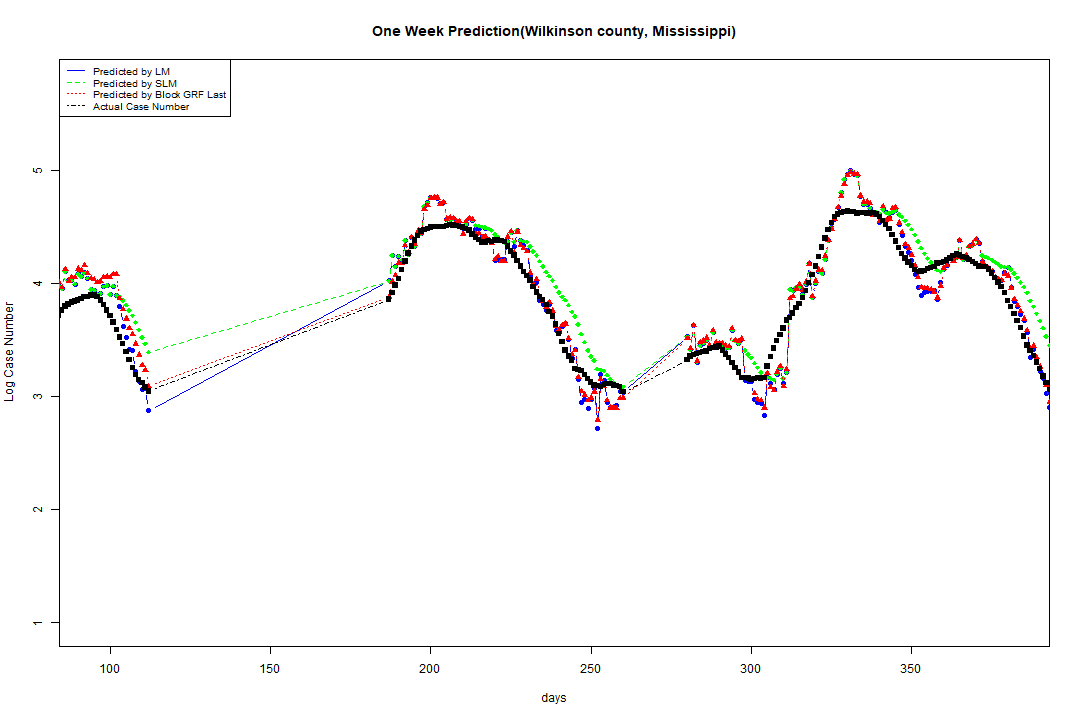 One Week Prediction(Wilkinson county, Mississippi)
Predicted by LM
Predicted by SLM
Predicted by Block GRF Last
Actual Case Number
5
4
3
2
1
Log Case Number
100 150 200 250 300 350
days